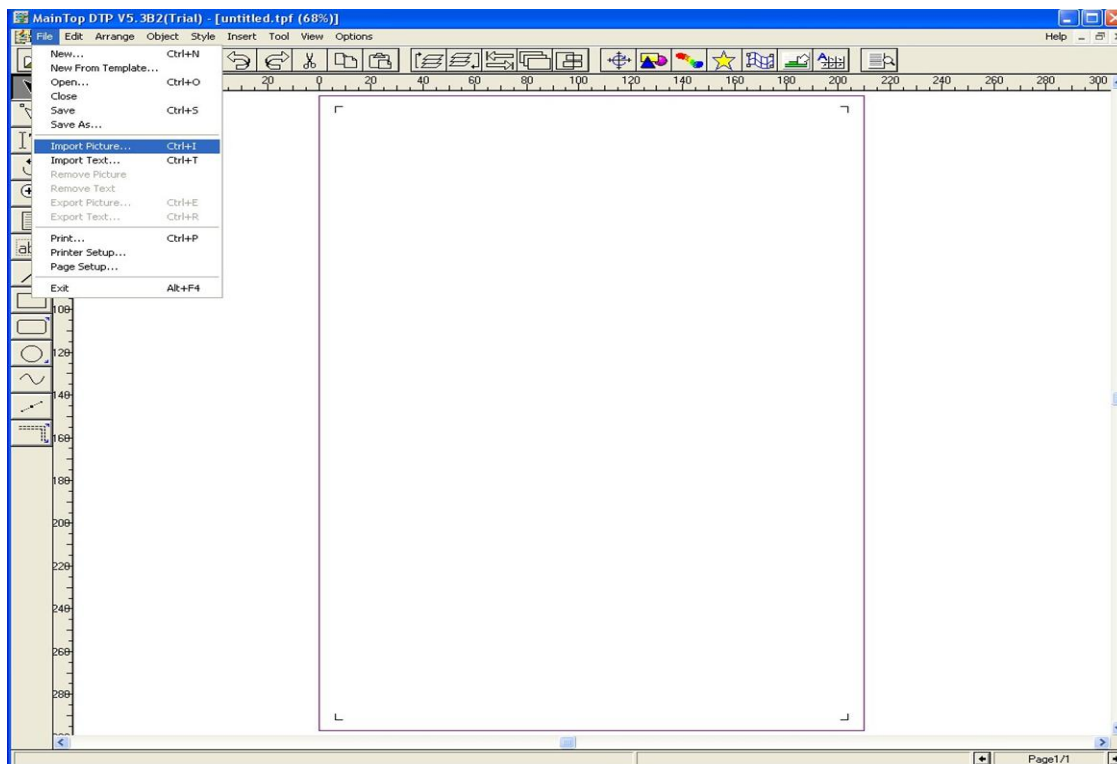 MainTop DTP V5.3B2(Trial) - [untitled.tpf (68%)]
File Edit Arrange Object Style Insert Tool View Options Help
New... Ctrl+N
New From Template...
Open... Ctrl+O
Close
Save Ctrl+S
Save As...
Import Picture... Ctrl+I
Import Text... Ctrl+T
Remove Picture
Remove Text
Export Picture... Ctrl+E
Export Text... Ctrl+R
Print... Ctrl+P
Printer Setup...
Page Setup...
Exit Alt+F4
20 0 20 40 60 80 100 120 140 160 180 200 220 240 260 280 300
100
120
140
160
180
200
220
240
260
280
Page1/1